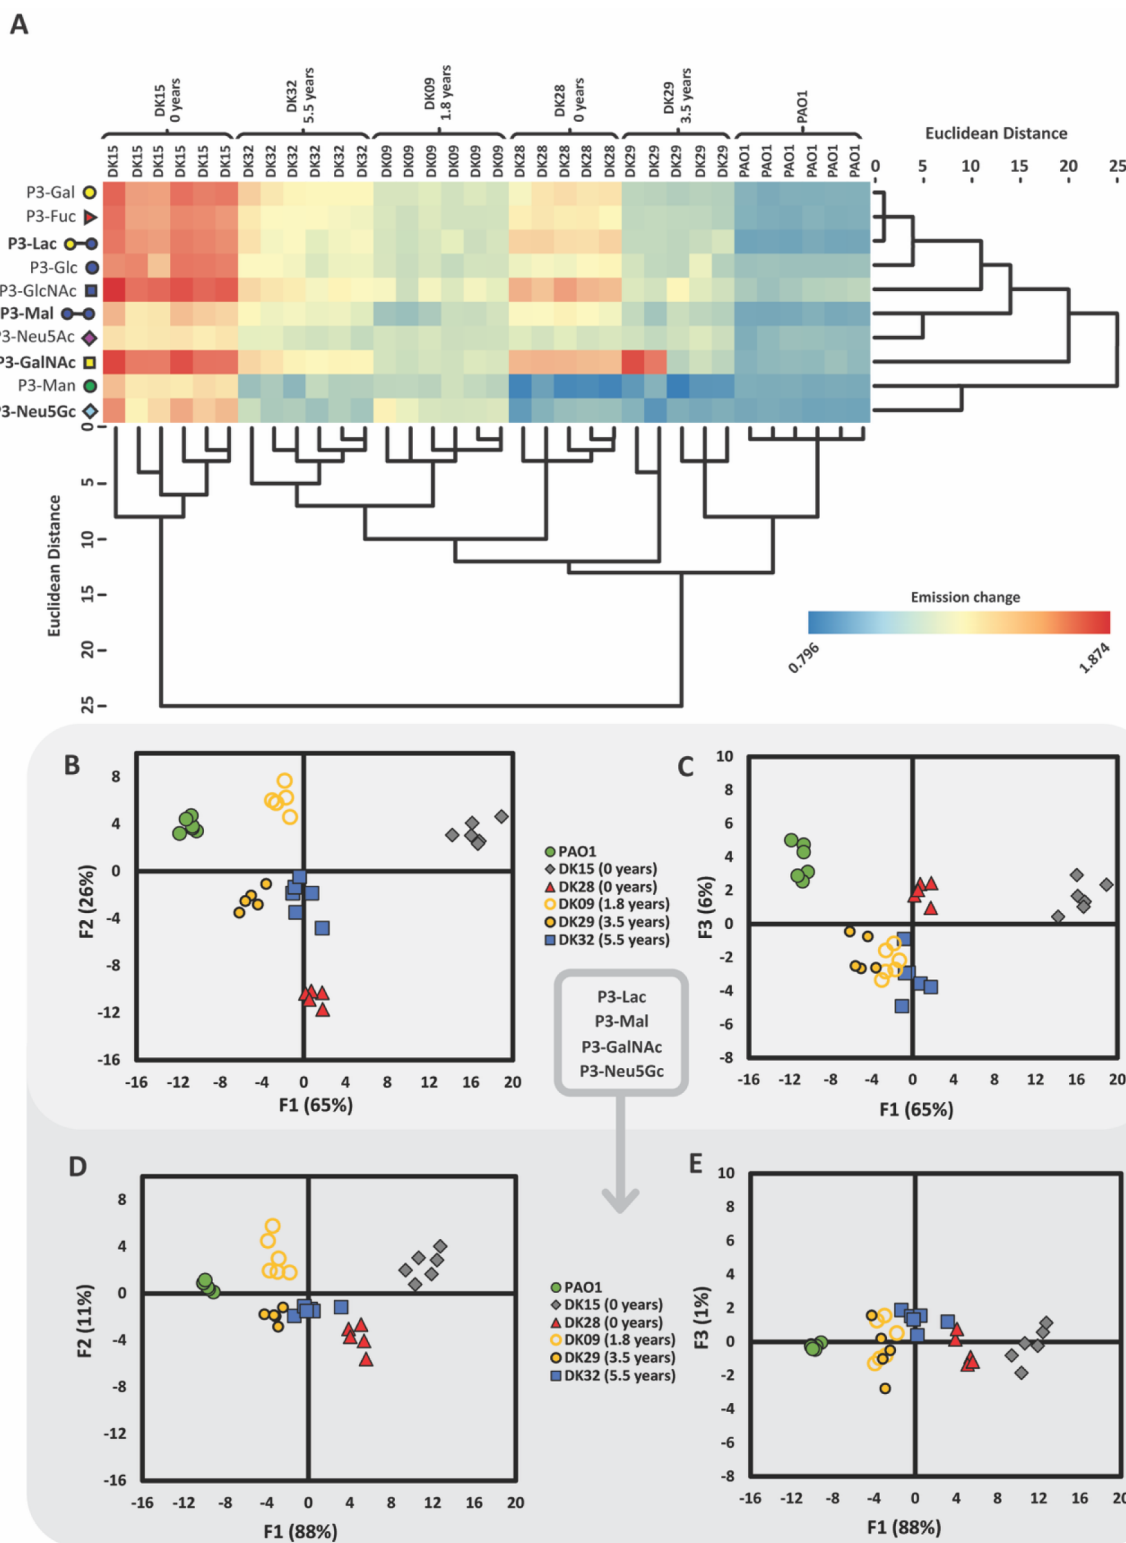 A
DK15
0 years
DK32
5.5 years
DK09
1.8 years
DK28
0 years
DK29
3.5 years
PAO1
Euclidean Distance
DK15 DK15 DK15 DK15 DK15 DK15 DK32 DK32 DK32 DK32 DK32 DK32 DK09 DK09 DK09 DK09 DK09 DK09 DK28 DK28 DK28 DK28 DK28 DK29 DK29 DK29 DK29 DK29 PAO1 PAO1 PAO1 PAO1 PAO1 PAO1
0 5 10 15 20 25
P3-Gal
P3-Fuc
P3-Lac
P3-Glc
P3-GlcNAc
P3-Mal
P3-Neu5Ac
P3-GalNAc
P3-Man
P3-Neu5Gc
0
5
10
15
20
25
Euclidean Distance
Emission change
0.796 1.874
B
8
4
0
-4
-8
-12
-16
F2 (26%)
-16 -12 -8 -4 0 4 8 12 16 20
F1 (65%)
PAO1
DK15 (0 years)
DK28 (0 years)
DK09 (1.8 years)
DK29 (3.5 years)
DK32 (5.5 years)
P3-Lac
P3-Mal
P3-GalNAc
P3-Neu5Gc
C
10
8
6
4
2
0
-2
-4
-6
-8
F3 (6%)
-16 -12 -8 -4 0 4 8 12 16 20
F1 (65%)
D
8
4
0
-4
-8
-12
-16
F2 (11%)
-16 -12 -8 -4 0 4 8 12 16 20
F1 (88%)
PAO1
DK15 (0 years)
DK28 (0 years)
DK09 (1.8 years)
DK29 (3.5 years)
DK32 (5.5 years)
E
10
8
6
4
2
0
-2
-4
-6
-8
F3 (1%)
-16 -12 -8 -4 0 4 8 12 16 20
F1 (88%)